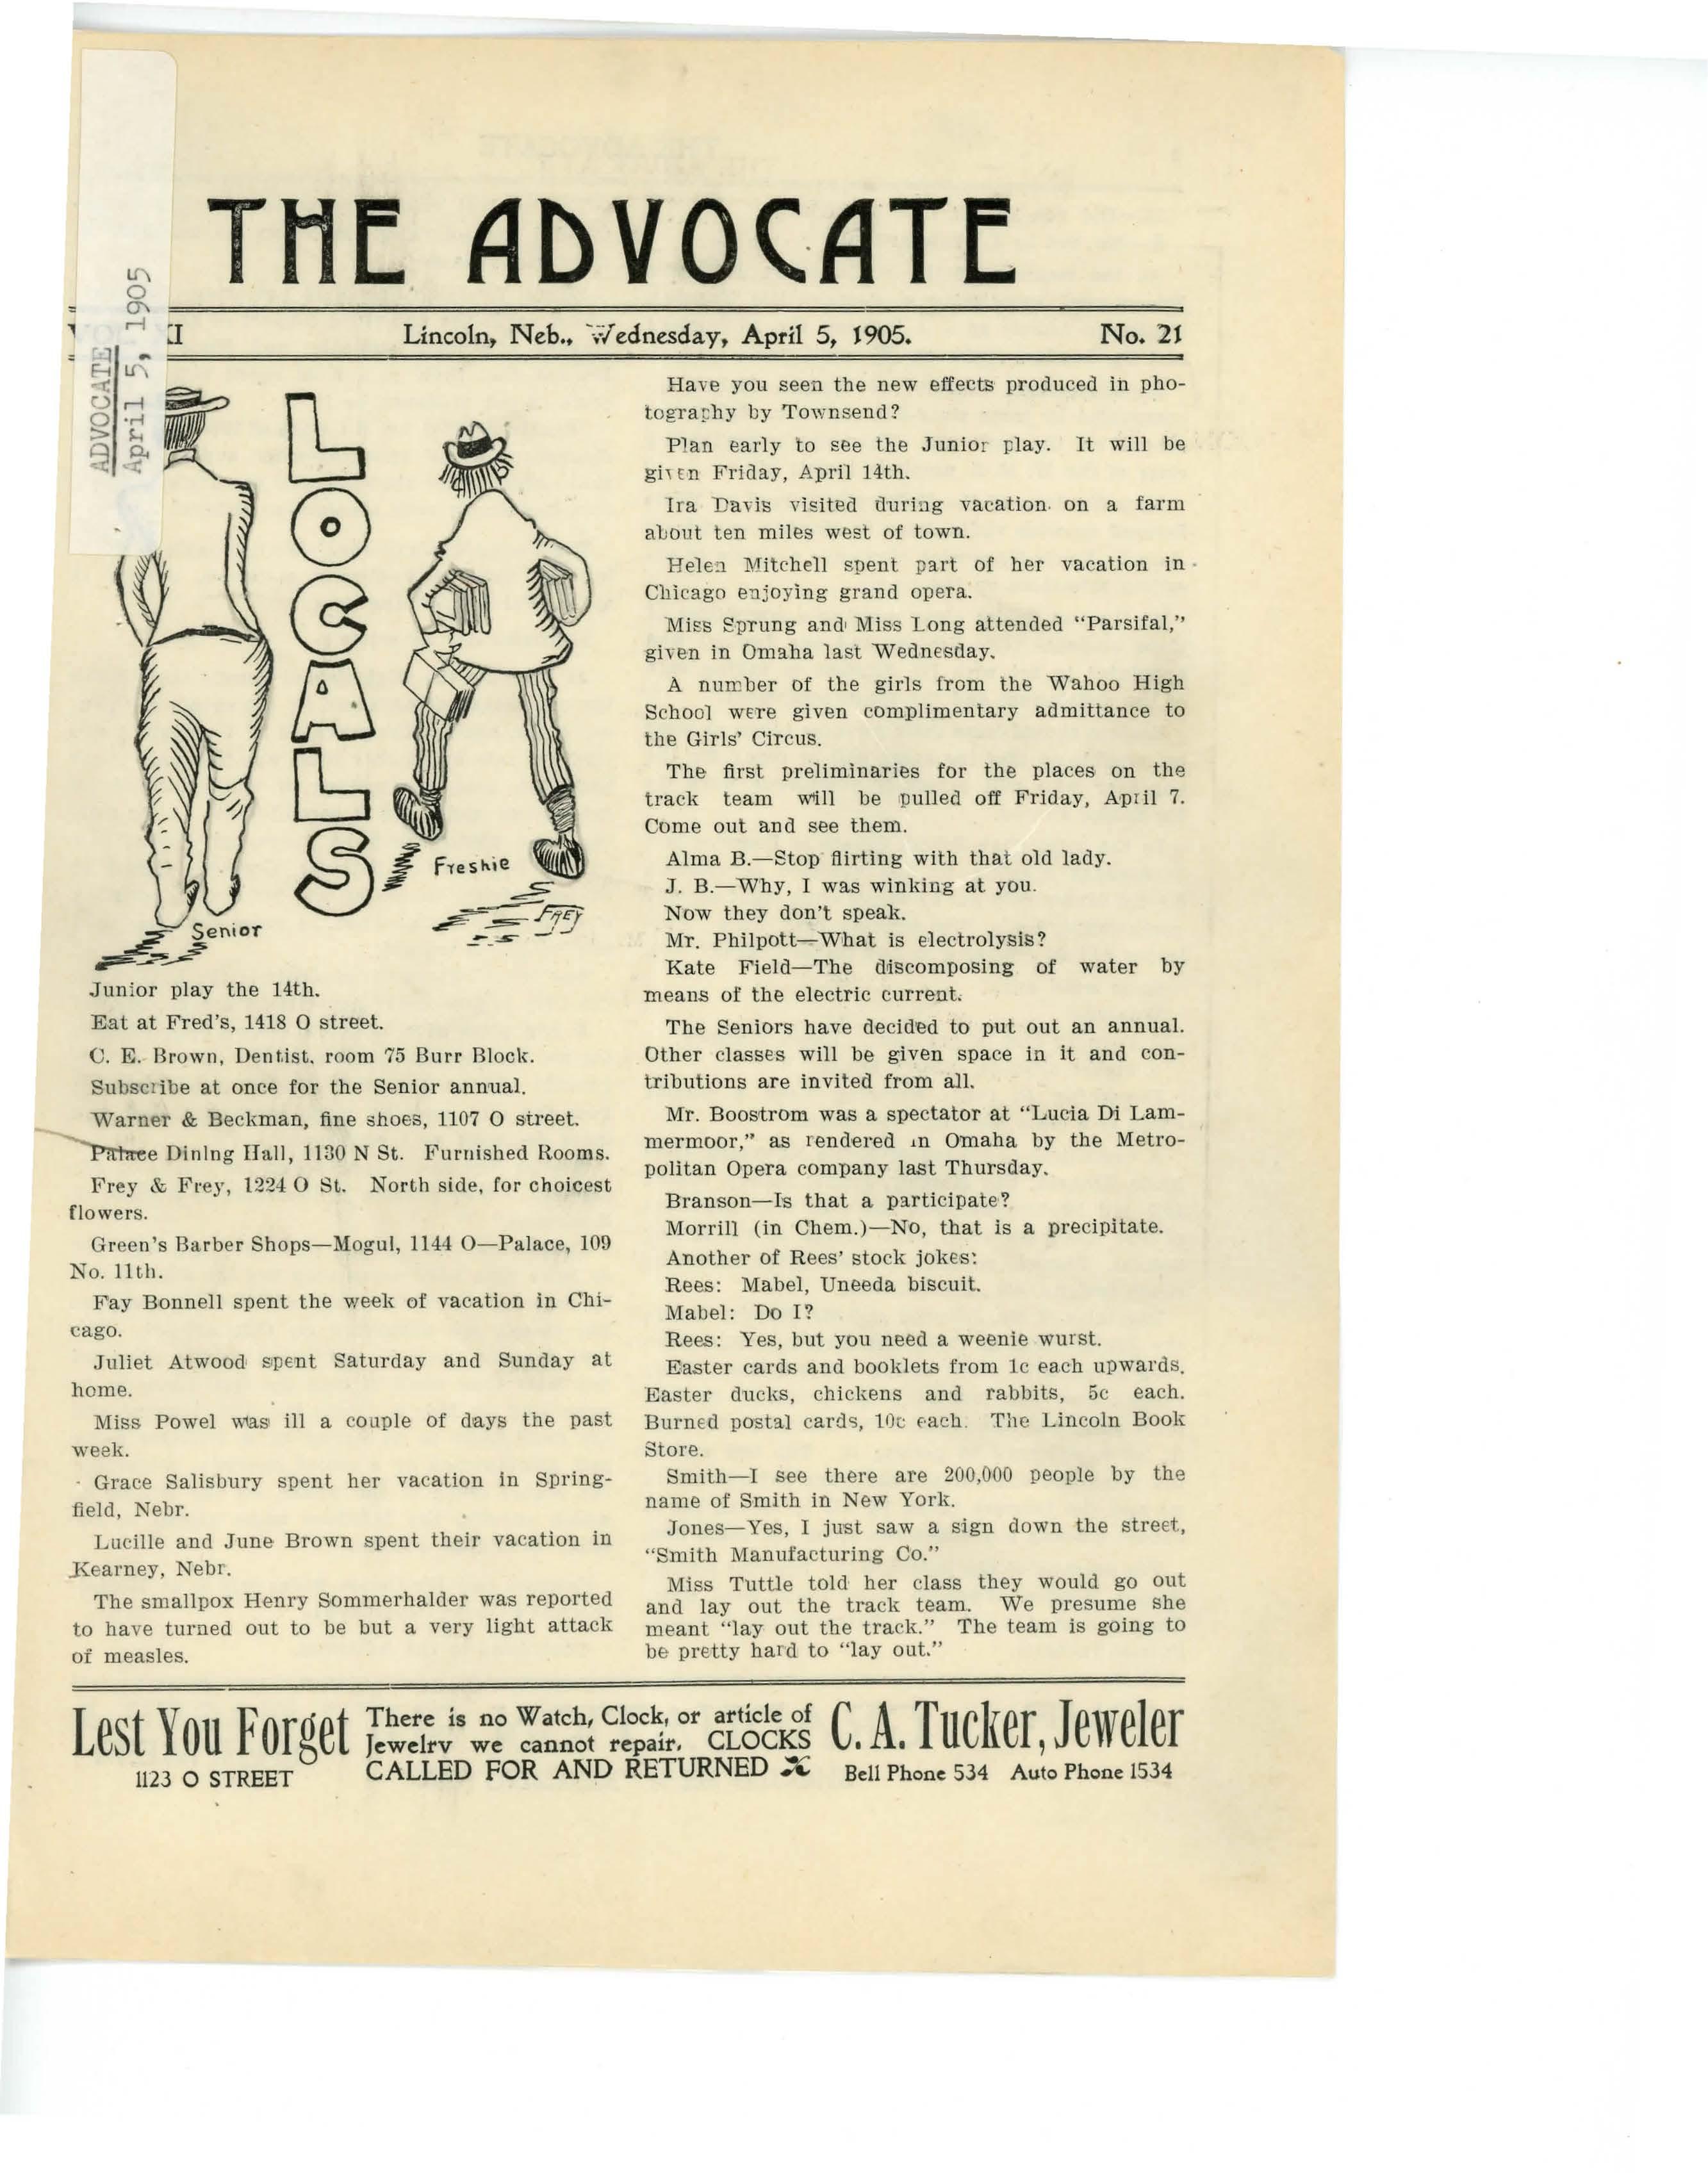 ADVOCATE
April 5, 1905
THE ADVOCATE
Lincoln, Neb., Wednesday, April 5, 1905.
No. 21
LOCALS
Freshie
Senior
FREY
Junior play the 14th.
Eat at Fred's, 1418 O street.
C. E. Brown, Dentist, room 75 Burr Block.
Subscribe at once for the Senior annual.
Warner & Beckman, fine shoes, 1107 O street.
Palace Dining Hall, 1130 N St. Furnished Rooms.
Frey & Frey, 1224 O St. North side, for choicest
flowers.
Green's Barber Shops—Mogul, 1144 O—Palace, 109
No. 11th.
Fay Bonnell spent the week of vacation in Chi-
cago.
Juliet Atwood spent Saturday and Sunday at
home.
Miss Powel was ill a couple of days the past
week.
Grace Salisbury spent her vacation in Spring-
field, Nebr.
Lucille and June Brown spent their vacation in
Kearney, Nebr.
The smallpox Henry Sommerhalder was reported
to have turned out to be but a very light attack
of measles.
Have you seen the new effects produced in pho-
tography by Townsend?
Plan early to see the Junior play. It will be
given Friday, April 14th.
Ira Davis visited during vacation on a farm
about ten miles west of town.
Helen Mitchell spent part of her vacation in
Chicago enjoying grand opera.
Miss Sprung and Miss Long attended "Parsifal,"
given in Omaha last Wednesday.
A number of the girls from the Wahoo High
School were given complimentary admittance to
the Girls' Circus.
The first preliminaries for the places on the
track team will be pulled off Friday, April 7.
Come out and see them.
Alma B.—Stop flirting with that old lady.
J. B.—Why, I was winking at you.
Now they don't speak.
Mr. Philpott—What is electrolysis?
Kate Field—The discomposing of water by
means of the electric current.
The Seniors have decided to put out an annual.
Other classes will be given space in it and con-
tributions are invited from all.
Mr. Boostrom was a spectator at "Lucia Di Lam-
mermoor," as rendered in Omaha by the Metro-
politan Opera company last Thursday.
Branson—Is that a participate?
Morrill (in Chem.)—No, that is a precipitate.
Another of Rees' stock jokes:
Rees: Mabel, Uneeda biscuit.
Mabel: Do I?
Rees: Yes, but you need a weenie wurst.
Easter cards and booklets from 1c each upwards.
Easter ducks, chickens and rabbits, 5c each.
Burned postal cards, 10c each. The Lincoln Book
Store.
Smith—I see there are 200,000 people by the
name of Smith in New York.
Jones—Yes, I just saw a sign down the street,
"Smith Manufacturing Co."
Miss Tuttle told her class they would go out
and lay out the track team. We presume she
meant "lay out the track." The team is going to
be pretty hard to "lay out."
Lest You Forget
1123 O STREET
There is no Watch, Clock, or article of
Jewelry we cannot repair. CLOCKS
CALLED FOR AND RETURNED
C. A. Tucker, Jeweler
Bell Phone 534 Auto Phone 1534